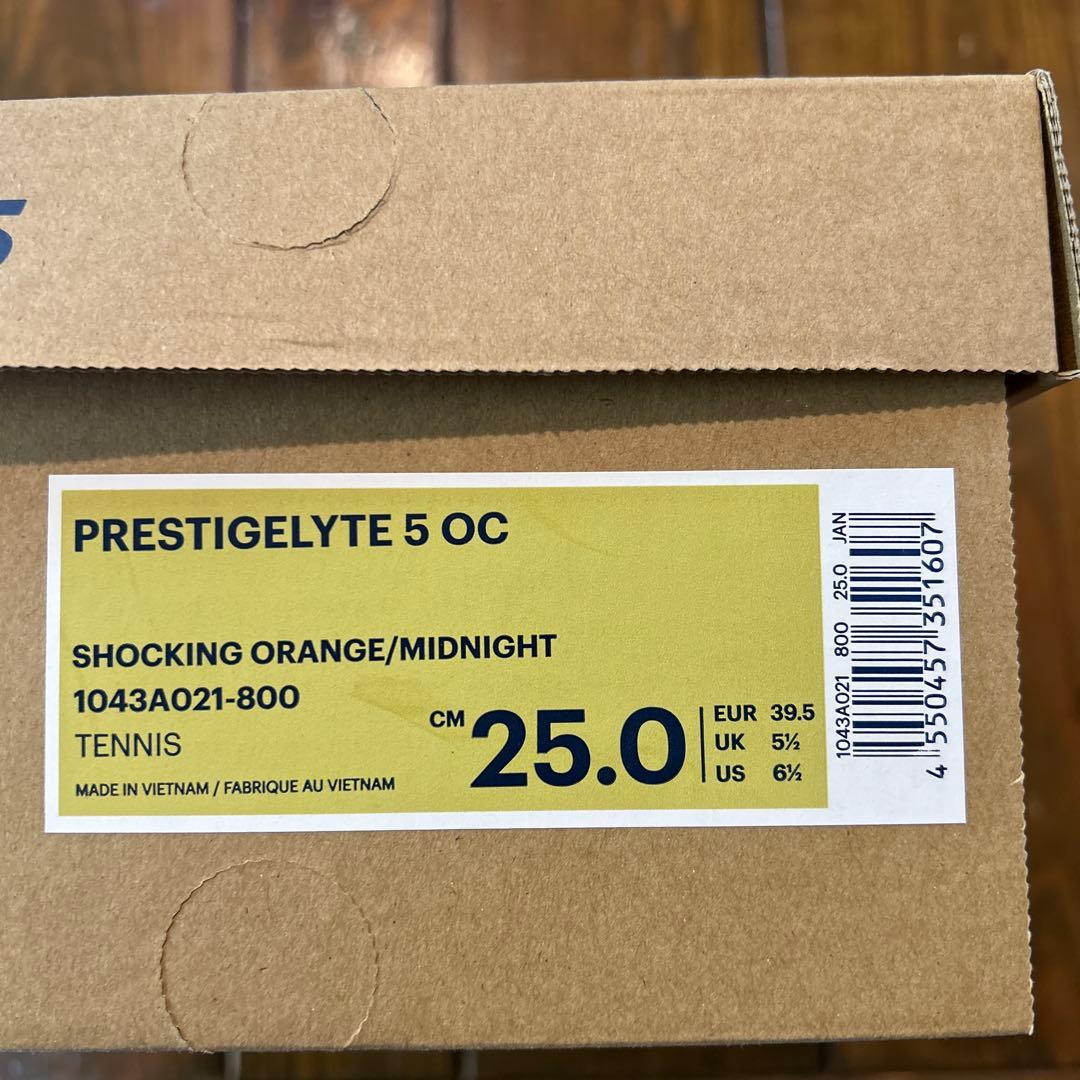 PRESTIGELYTE 5 OC
SHOCKING ORANGE/MIDNIGHT
1043A021-800
TENNIS
MADE IN VIETNAM / FABRIQUE AU VIETNAM
CM 25.0
EUR 39.5
UK 5½
US 6½
1043A021 800 25.0 JAN
4 550457 351607